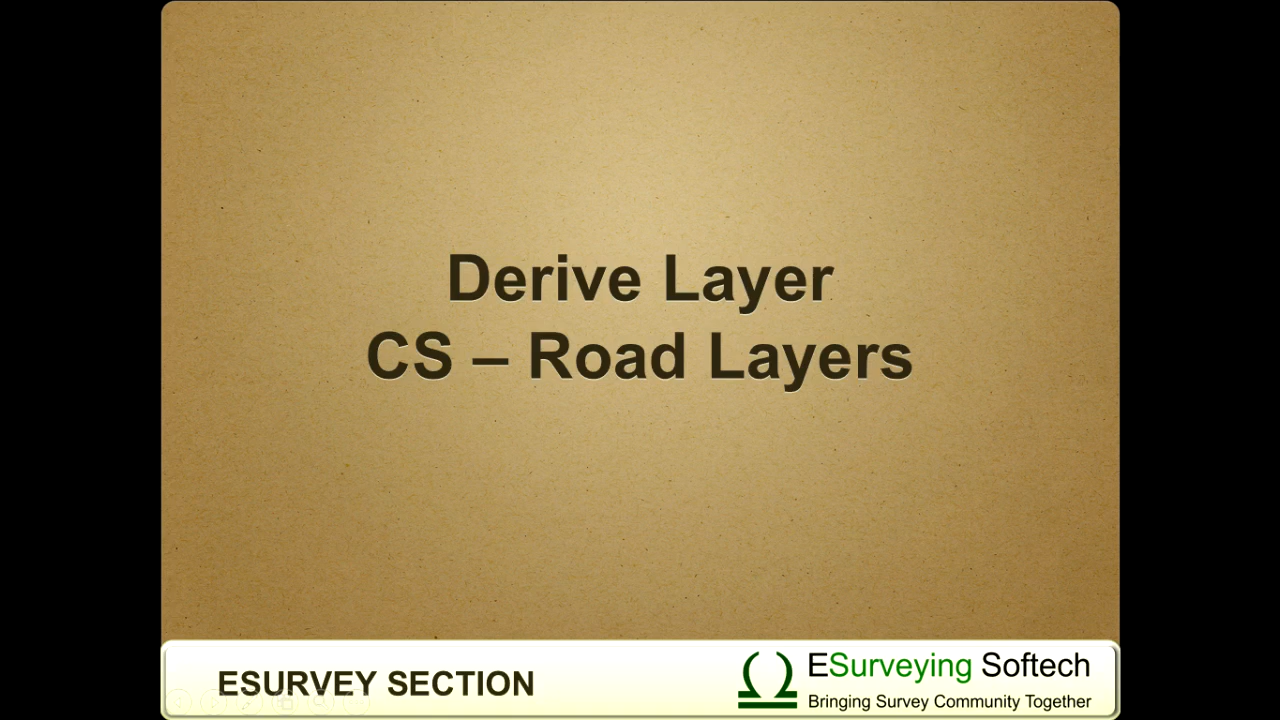 Derive Layer
CS – Road Layers
ESURVEY SECTION
ESurveying Softech
Bringing Survey Community Together